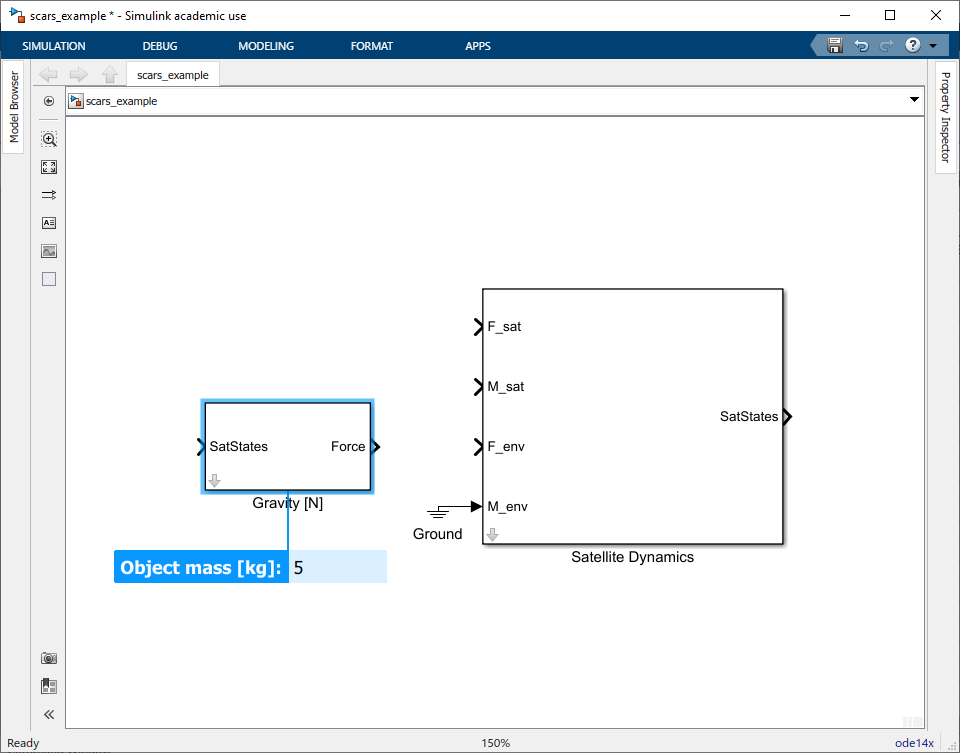 scars_example * - Simulink academic use
SIMULATION DEBUG MODELING FORMAT APPS
?
scars_example
Model Browser
scars_example
Property Inspector
F_sat
M_sat
SatStates
SatStates Force
F_env
Gravity [N]
M_env
Ground
Satellite Dynamics
Object mass [kg]: 5
Ready 150% ode14x